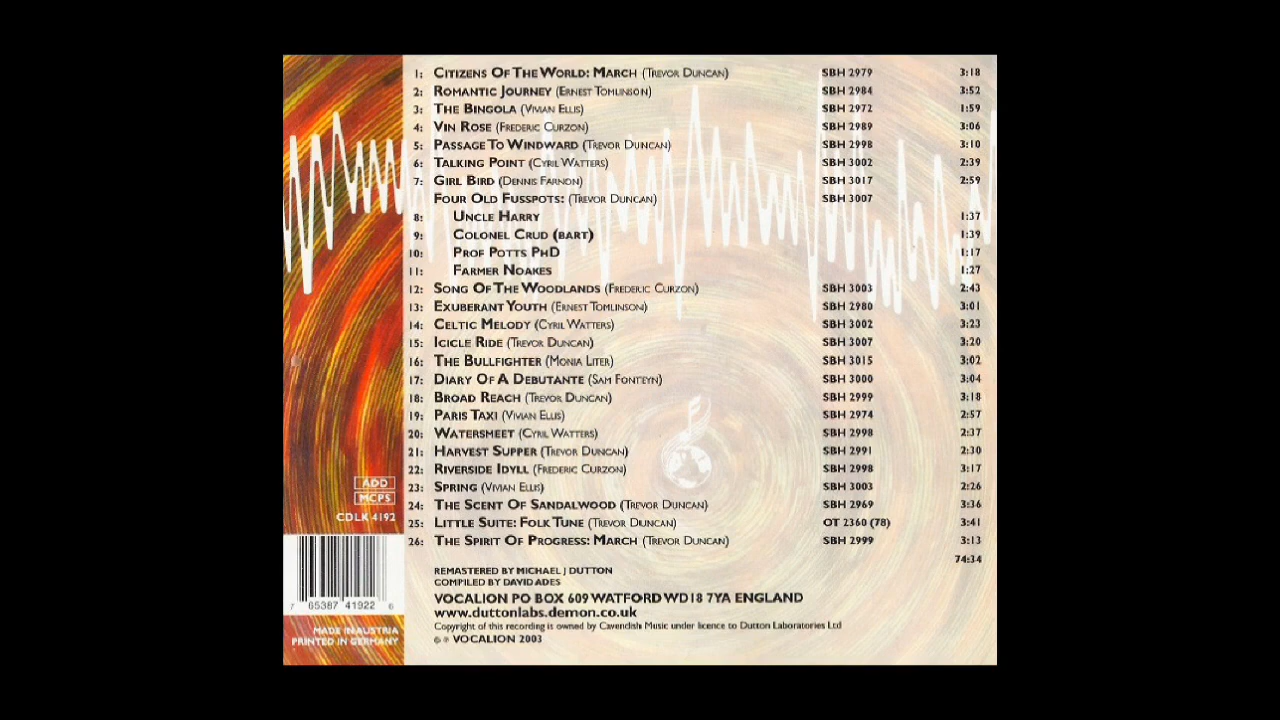 1: CITIZENS OF THE WORLD: MARCH (TREVOR DUNCAN) SBH 2979 3:18
2: ROMANTIC JOURNEY (ERNEST TOMLINSON) SBH 2984 3:52
3: THE BINGOLA (VIVIAN ELLIS) SBH 2972 1:59
4: VIN ROSE (FREDERIC CURZON) SBH 2989 3:06
5: PASSAGE TO WINDWARD (TREVOR DUNCAN) SBH 2998 3:10
6: TALKING POINT (CYRIL WATTERS) SBH 3002 2:39
7: GIRL BIRD (DENNIS FARNON) SBH 3017 2:59
FOUR OLD FUSSPOTS: (TREVOR DUNCAN) SBH 3007
8: UNCLE HARRY 1:37
9: COLONEL CRUD (BART) 1:39
10: PROF POTTS PHD 1:17
11: FARMER NOAKES 1:27
12: SONG OF THE WOODLANDS (FREDERIC CURZON) SBH 3003 2:43
13: EXUBERANT YOUTH (ERNEST TOMLINSON) SBH 2980 3:01
14: CELTIC MELODY (CYRIL WATTERS) SBH 3002 3:23
15: ICICLE RIDE (TREVOR DUNCAN) SBH 3007 3:20
16: THE BULLFIGHTER (MONIA LITER) SBH 3015 3:02
17: DIARY OF A DEBUTANTE (SAM FONTEYN) SBH 3000 3:04
18: BROAD REACH (TREVOR DUNCAN) SBH 2999 3:18
19: PARIS TAXI (VIVIAN ELLIS) SBH 2974 2:57
20: WATERSMEET (CYRIL WATTERS) SBH 2998 2:37
21: HARVEST SUPPER (TREVOR DUNCAN) SBH 2991 2:30
22: RIVERSIDE IDYLL (FREDERIC CURZON) SBH 2998 3:17
23: SPRING (VIVIAN ELLIS) SBH 3003 2:26
24: THE SCENT OF SANDALWOOD (TREVOR DUNCAN) SBH 2969 3:36
25: LITTLE SUITE: FOLK TUNE (TREVOR DUNCAN) OT 2360 (78) 3:41
26: THE SPIRIT OF PROGRESS: MARCH (TREVOR DUNCAN) SBH 2999 3:13
74:34
REMASTERED BY MICHAEL J DUTTON
COMPILED BY DAVID ADES
VOCALION PO BOX 609 WATFORD WD18 7YA ENGLAND
www.duttonlabs.demon.co.uk
Copyright of this recording is owned by Cavendish Music under licence to Dutton Laboratories Ltd
© ℗ VOCALION 2003
ADD
MCPS
CDLK 4192
7 65387 41922 6
MADE IN AUSTRIA
PRINTED IN GERMANY